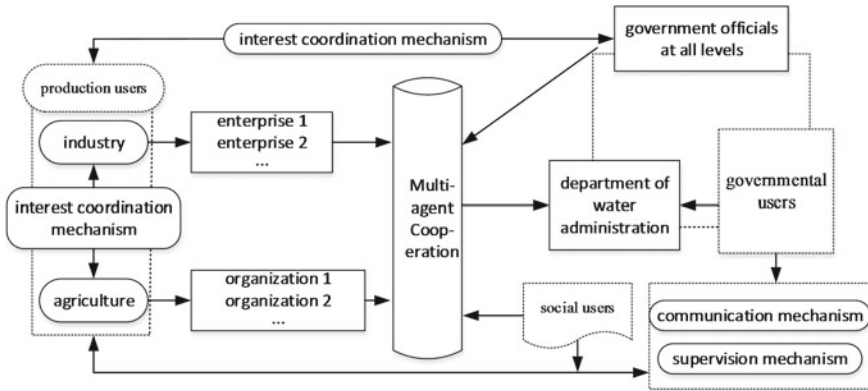 interest coordination mechanism
government officials
at all levels
production users
industry
enterprise 1
enterprise 2
...
interest coordination
mechanism
Multi-
agent
Coop-
eration
department of
water
administration
governmental
users
agriculture
organization 1
organization 2
...
social users
communication mechanism
supervision mechanism